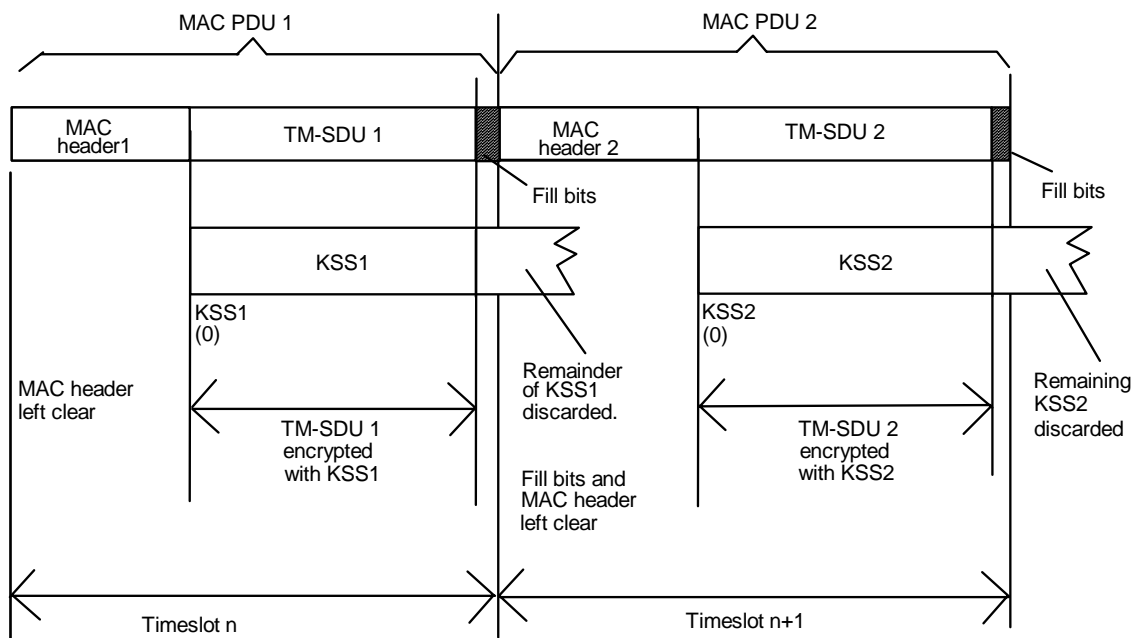 MAC PDU 1
MAC PDU 2
MAC
header1
TM-SDU 1
MAC
header 2
TM-SDU 2
Fill bits
Fill bits
KSS1
KSS2
KSS1
(0)
KSS2
(0)
MAC header
left clear
Remainder
of KSS1
discarded.
Remaining
KSS2
discarded
TM-SDU 1
encrypted
with KSS1
TM-SDU 2
encrypted
with KSS2
Fill bits and
MAC header
left clear
Timeslot n
Timeslot n+1